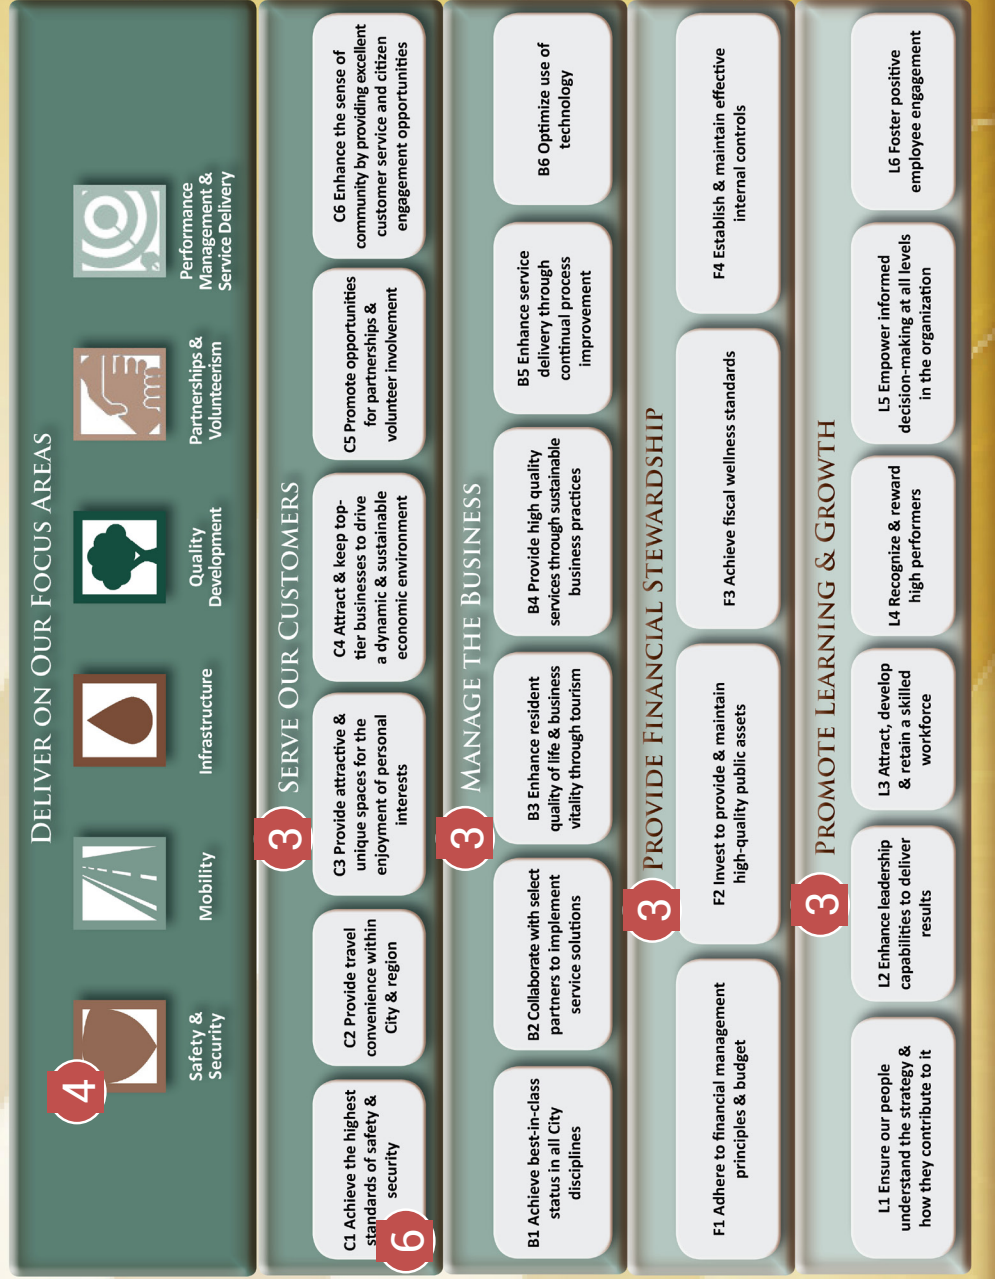 DELIVER ON OUR FOCUS AREAS
4
Safety &
Security
Mobility
Infrastructure
Quality
Development
Partnerships &
Volunteerism
Performance
Management &
Service Delivery
3
SERVE OUR CUSTOMERS
C1 Achieve the highest
standards of safety &
security
6
C2 Provide travel
convenience within
City & region
C3 Provide attractive &
unique spaces for the
enjoyment of personal
interests
C4 Attract & keep top-
tier businesses to drive
a dynamic & sustainable
economic environment
C5 Promote opportunities
for partnerships &
volunteer involvement
C6 Enhance the sense of
community by providing excellent
customer service and citizen
engagement opportunities
3
MANAGE THE BUSINESS
B1 Achieve best-in-class
status in all City
disciplines
B2 Collaborate with select
partners to implement
service solutions
B3 Enhance resident
quality of life & business
vitality through tourism
B4 Provide high quality
services through sustainable
business practices
B5 Enhance service
delivery through
continual process
improvement
B6 Optimize use of
technology
3
PROVIDE FINANCIAL STEWARDSHIP
F1 Adhere to financial management
principles & budget
F2 Invest to provide & maintain
high-quality public assets
F3 Achieve fiscal wellness standards
F4 Establish & maintain effective
internal controls
3
PROMOTE LEARNING & GROWTH
L1 Ensure our people
understand the strategy &
how they contribute to it
L2 Enhance leadership
capabilities to deliver
results
L3 Attract, develop
& retain a skilled
workforce
L4 Recognize & reward
high performers
L5 Empower informed
decision-making at all levels
in the organization
L6 Foster positive
employee engagement